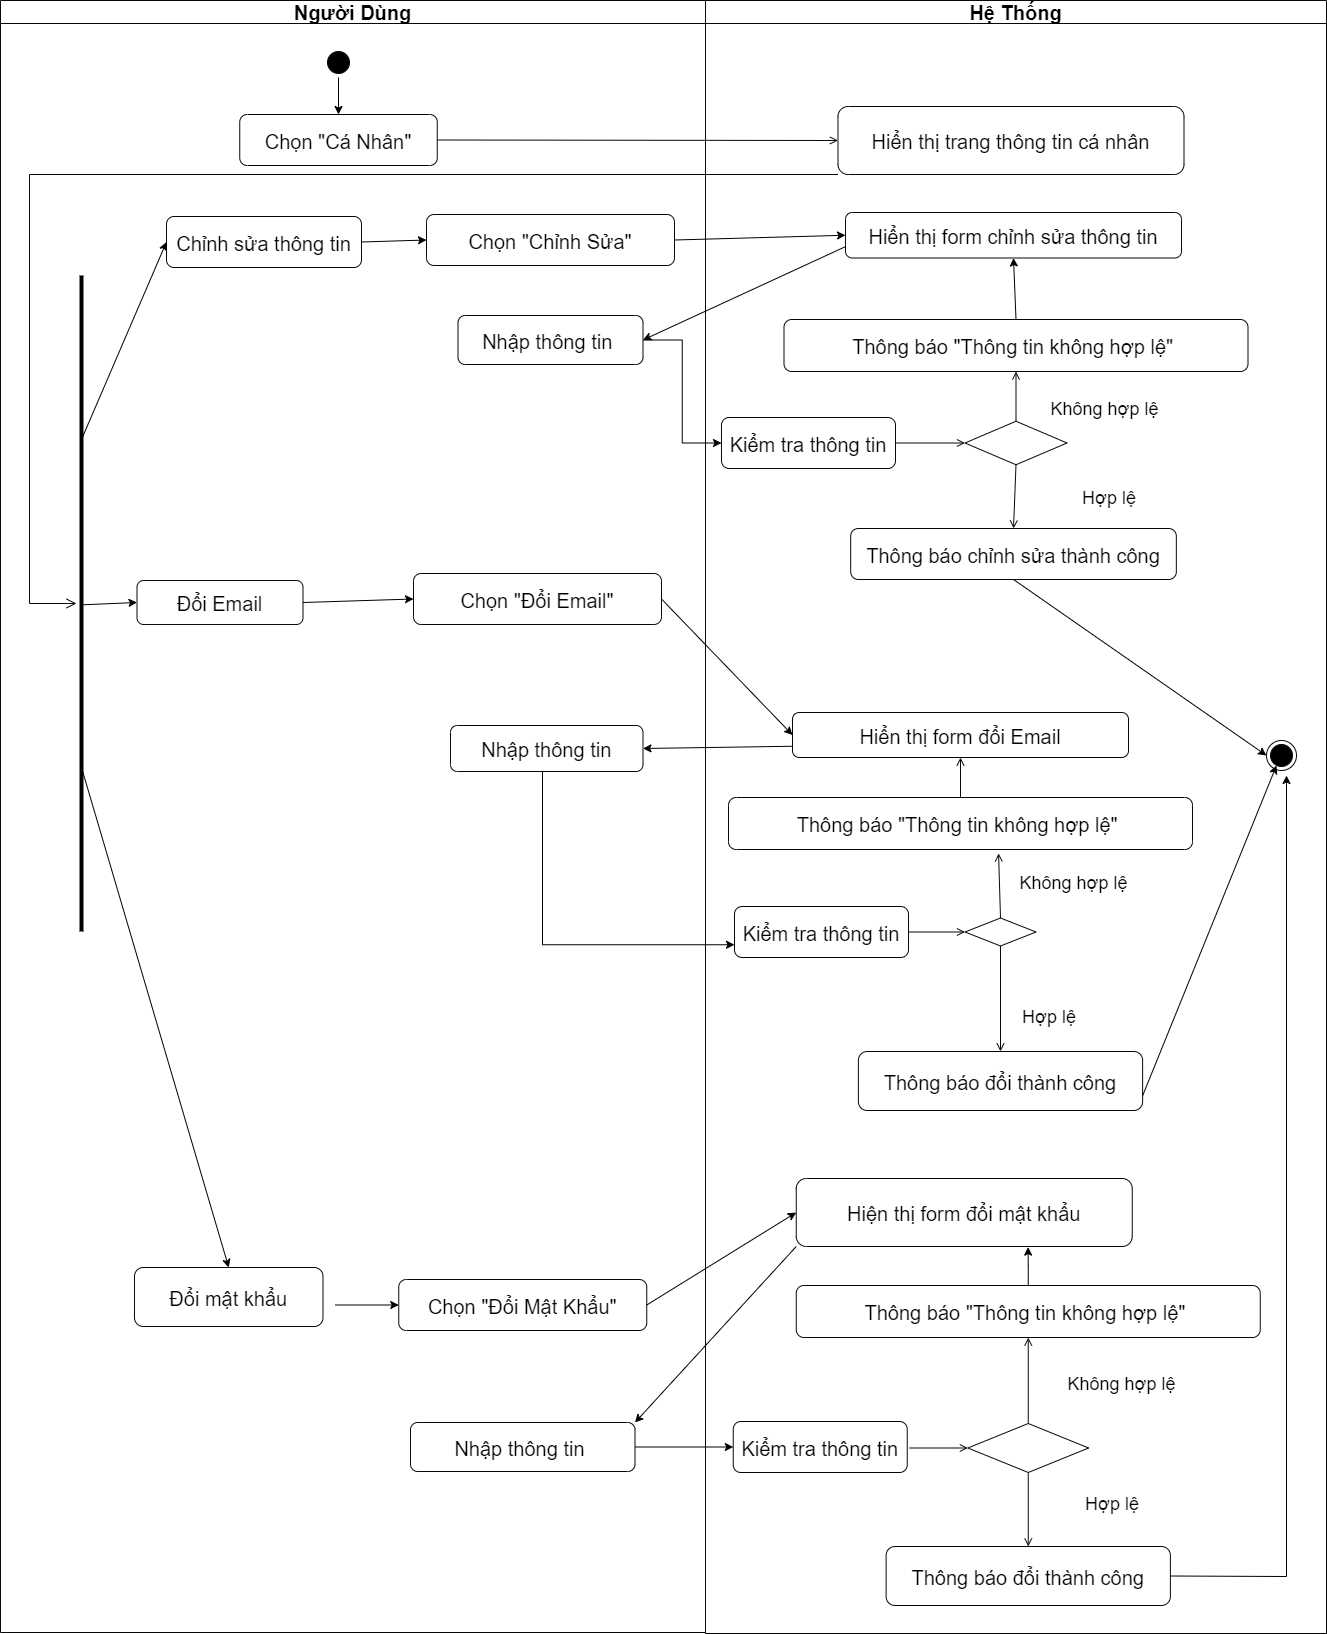 Người Dùng
Hệ Thống
Chọn "Cá Nhân"
Hiển thị trang thông tin cá nhân
Chỉnh sửa thông tin
Chọn "Chỉnh Sửa"
Hiển thị form chỉnh sửa thông tin
Nhập thông tin
Thông báo "Thông tin không hợp lệ"
Không hợp lệ
Kiểm tra thông tin
Hợp lệ
Thông báo chỉnh sửa thành công
Đổi Email
Chọn "Đổi Email"
Hiển thị form đổi Email
Nhập thông tin
Thông báo "Thông tin không hợp lệ"
Không hợp lệ
Kiểm tra thông tin
Hợp lệ
Thông báo đổi thành công
Hiện thị form đổi mật khẩu
Đổi mật khẩu
Chọn "Đổi Mật Khẩu"
Thông báo "Thông tin không hợp lệ"
Không hợp lệ
Nhập thông tin
Kiểm tra thông tin
Hợp lệ
Thông báo đổi thành công